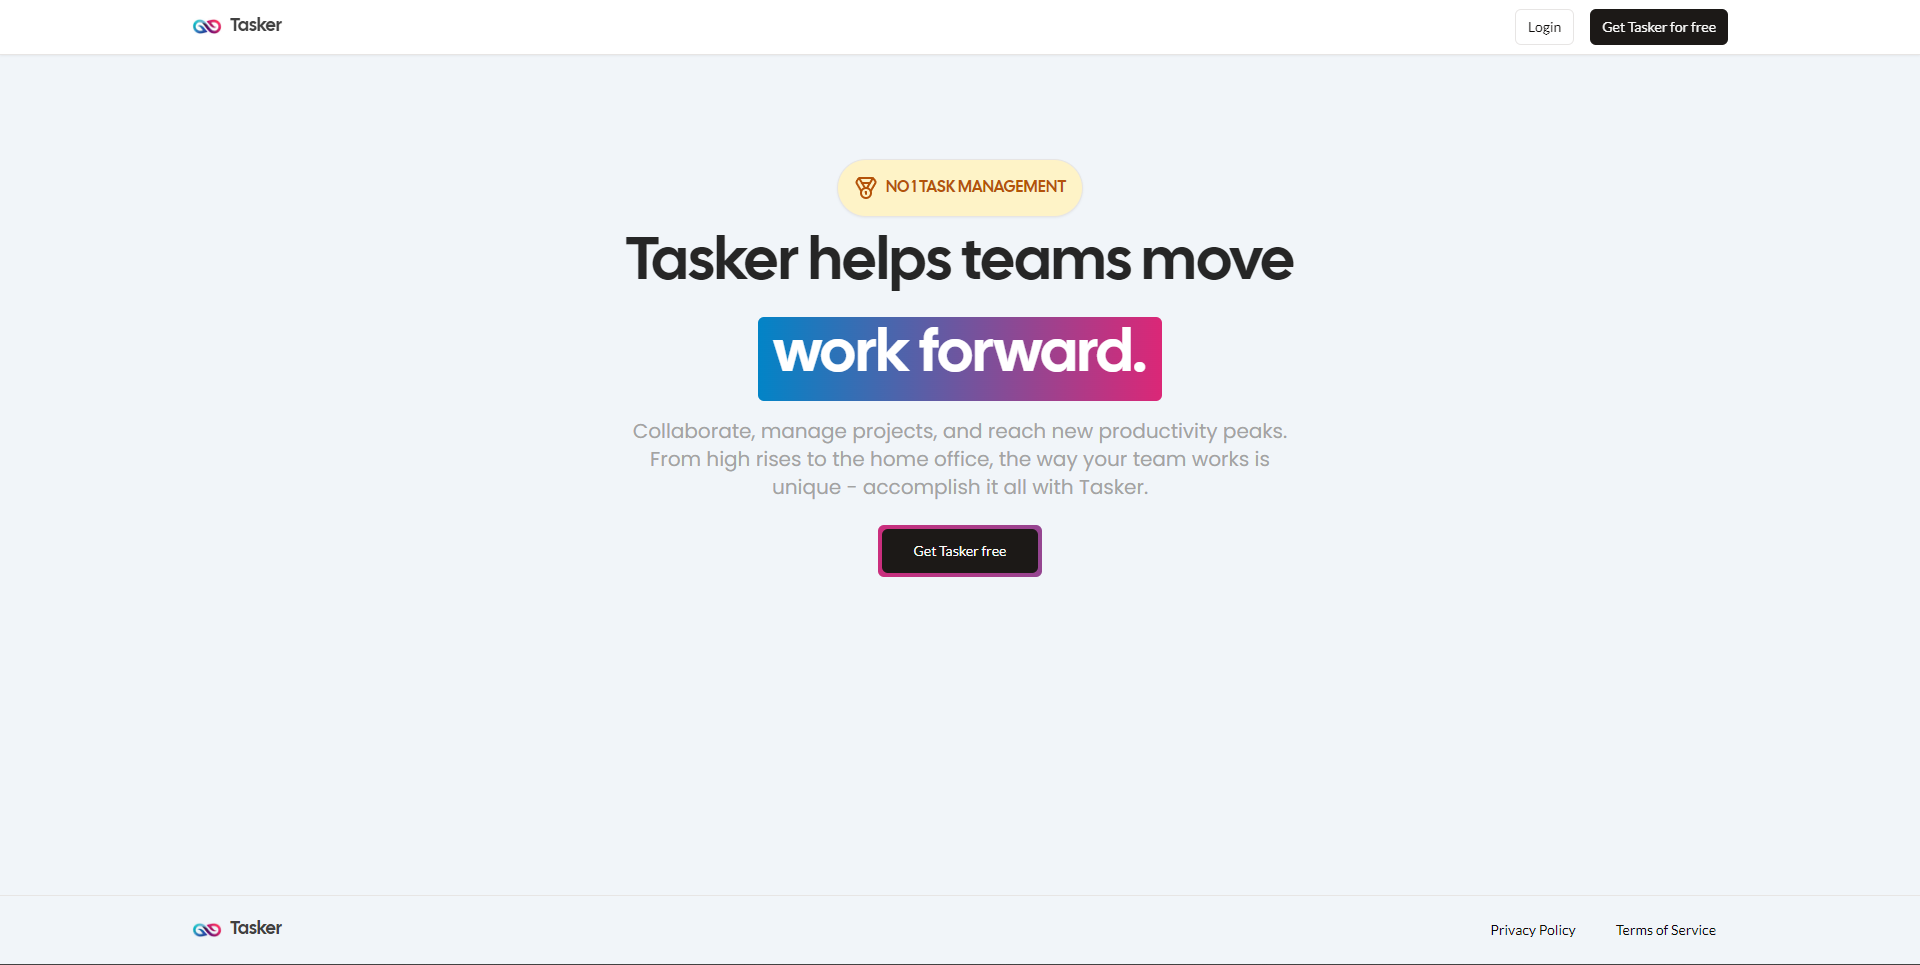 Tasker
Login
Get Tasker for free
NO 1 TASK MANAGEMENT
Tasker helps teams move
work forward.
Collaborate, manage projects, and reach new productivity peaks.
From high rises to the home office, the way your team works is
unique - accomplish it all with Tasker.
Get Tasker free
Tasker
Privacy Policy
Terms of Service